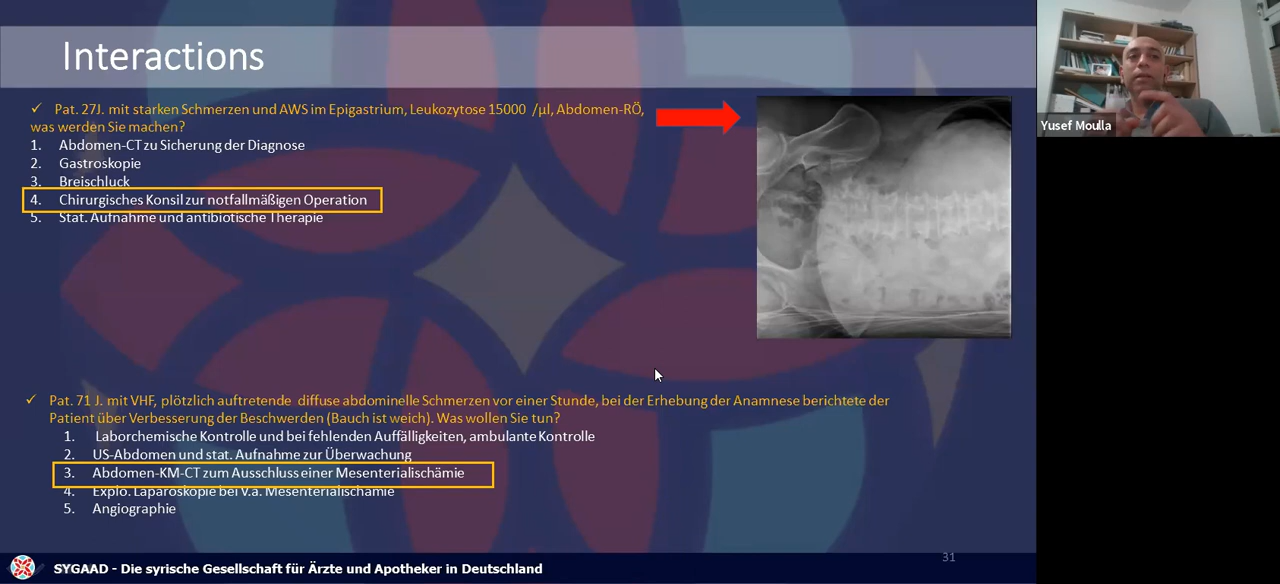 Interactions
✓ Pat. 27J. mit starken Schmerzen und AWS im Epigastrium, Leukozytose 15000 /µl, Abdomen-RÖ,
was werden Sie machen?
1. Abdomen-CT zu Sicherung der Diagnose
2. Gastroskopie
3. Breischluck
4. Chirurgisches Konsil zur notfallmäßigen Operation
5. Stat. Aufnahme und antibiotische Therapie
Yusef Moulla
✓ Pat. 71 J. mit VHF, plötzlich auftretende diffuse abdominelle Schmerzen vor einer Stunde, bei der Erhebung der Anamnese berichtete der
Patient über Verbesserung der Beschwerden (Bauch ist weich). Was wollen Sie tun?
1. Laborchemische Kontrolle und bei fehlenden Auffälligkeiten, ambulante Kontrolle
2. US-Abdomen und stat. Aufnahme zur Überwachung
3. Abdomen-KM-CT zum Ausschluss einer Mesenterialischämie
4. Explo. Laparoskopie bei v.a. Mesenterialischämie
5. Angiographie
31
SYGAAD - Die syrische Gesellschaft für Ärzte und Apotheker in Deutschland